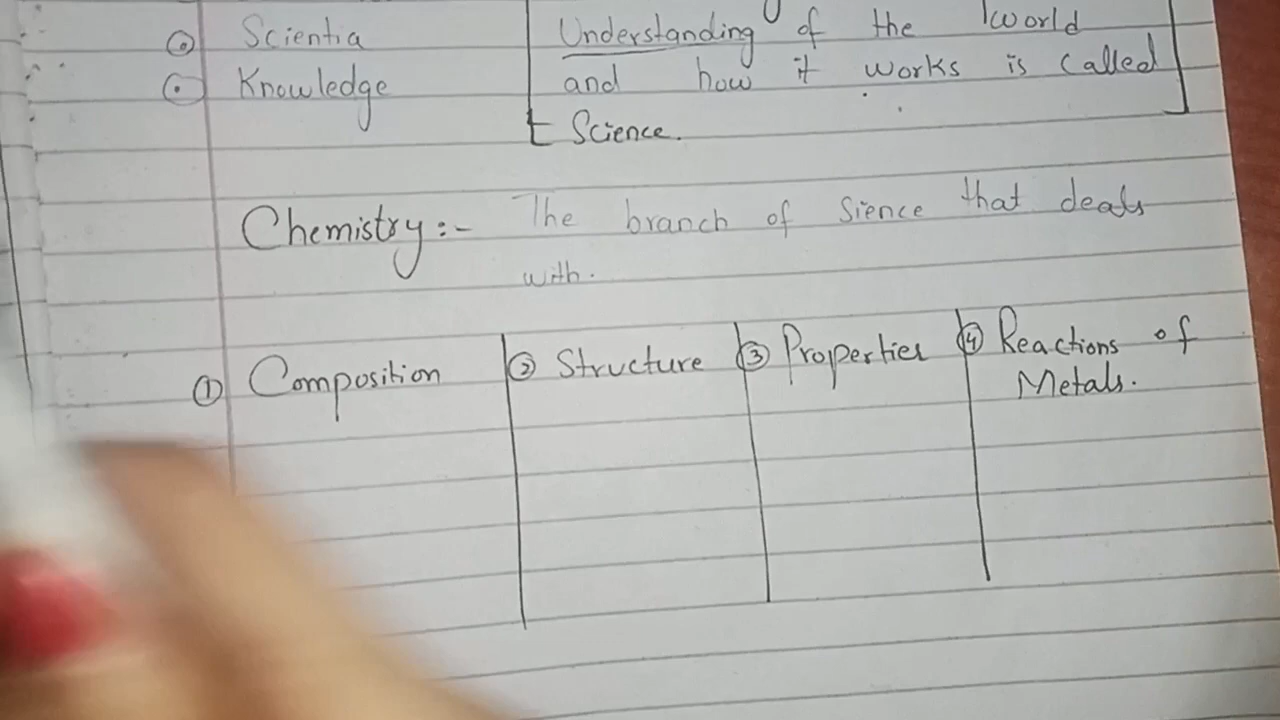 Scientia
Knowledge
Understanding of the world
and how it works is called
Science.
Chemistry:- The branch of Sience that deals
with.
① Composition ② Structure ③ Properties ④ Reactions of
Metals.